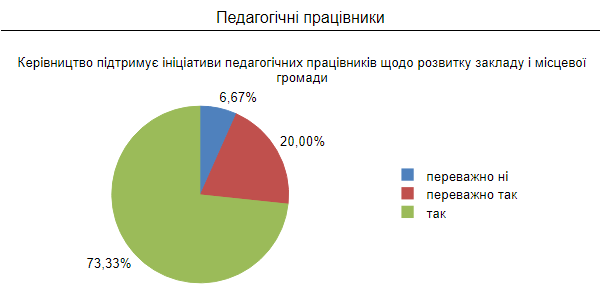 Педагогічні працівники
Керівництво підтримує ініціативи педагогічних працівників щодо розвитку закладу і місцевої
громади
6,67%
20,00%
73,33%
переважно ні
переважно так
так